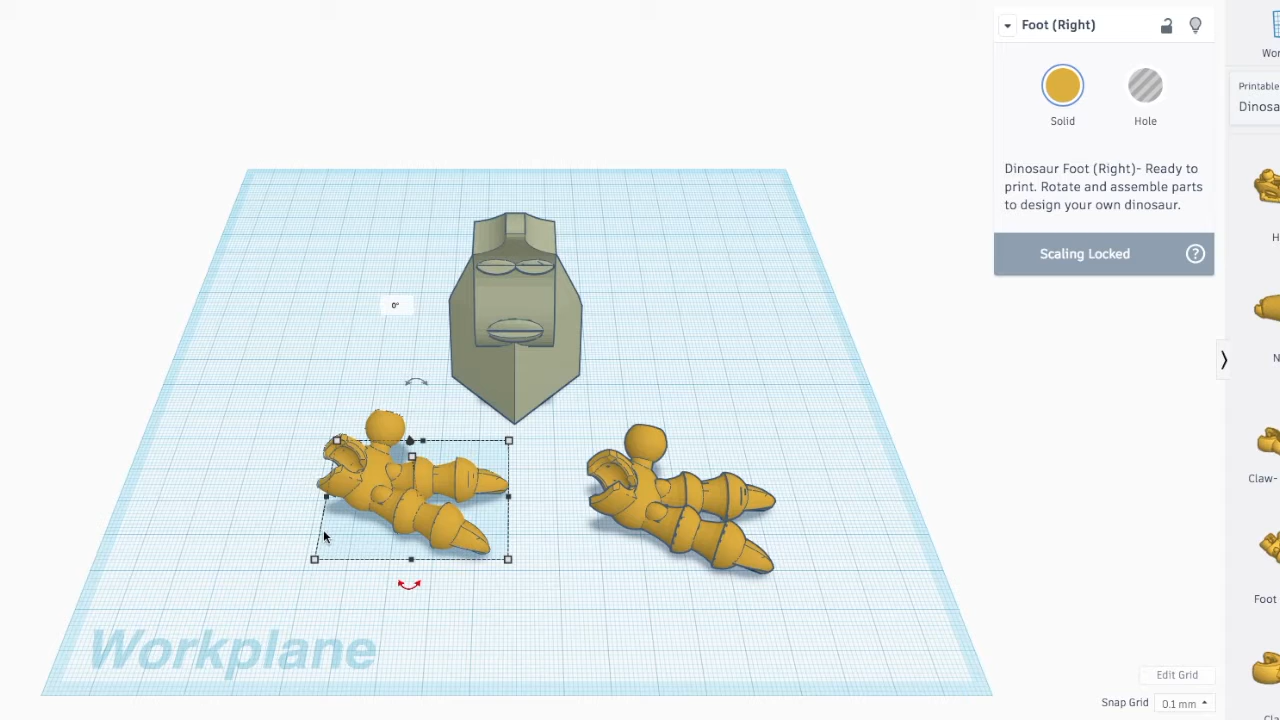 Foot (Right)
Solid
Hole
Dinosaur Foot (Right)- Ready to
print. Rotate and assemble parts
to design your own dinosaur.
Scaling Locked
?
0°
Workplane
Edit Grid
Snap Grid
0.1 mm
Wor
Printable
Dinosa
H
N
Claw-
Foot